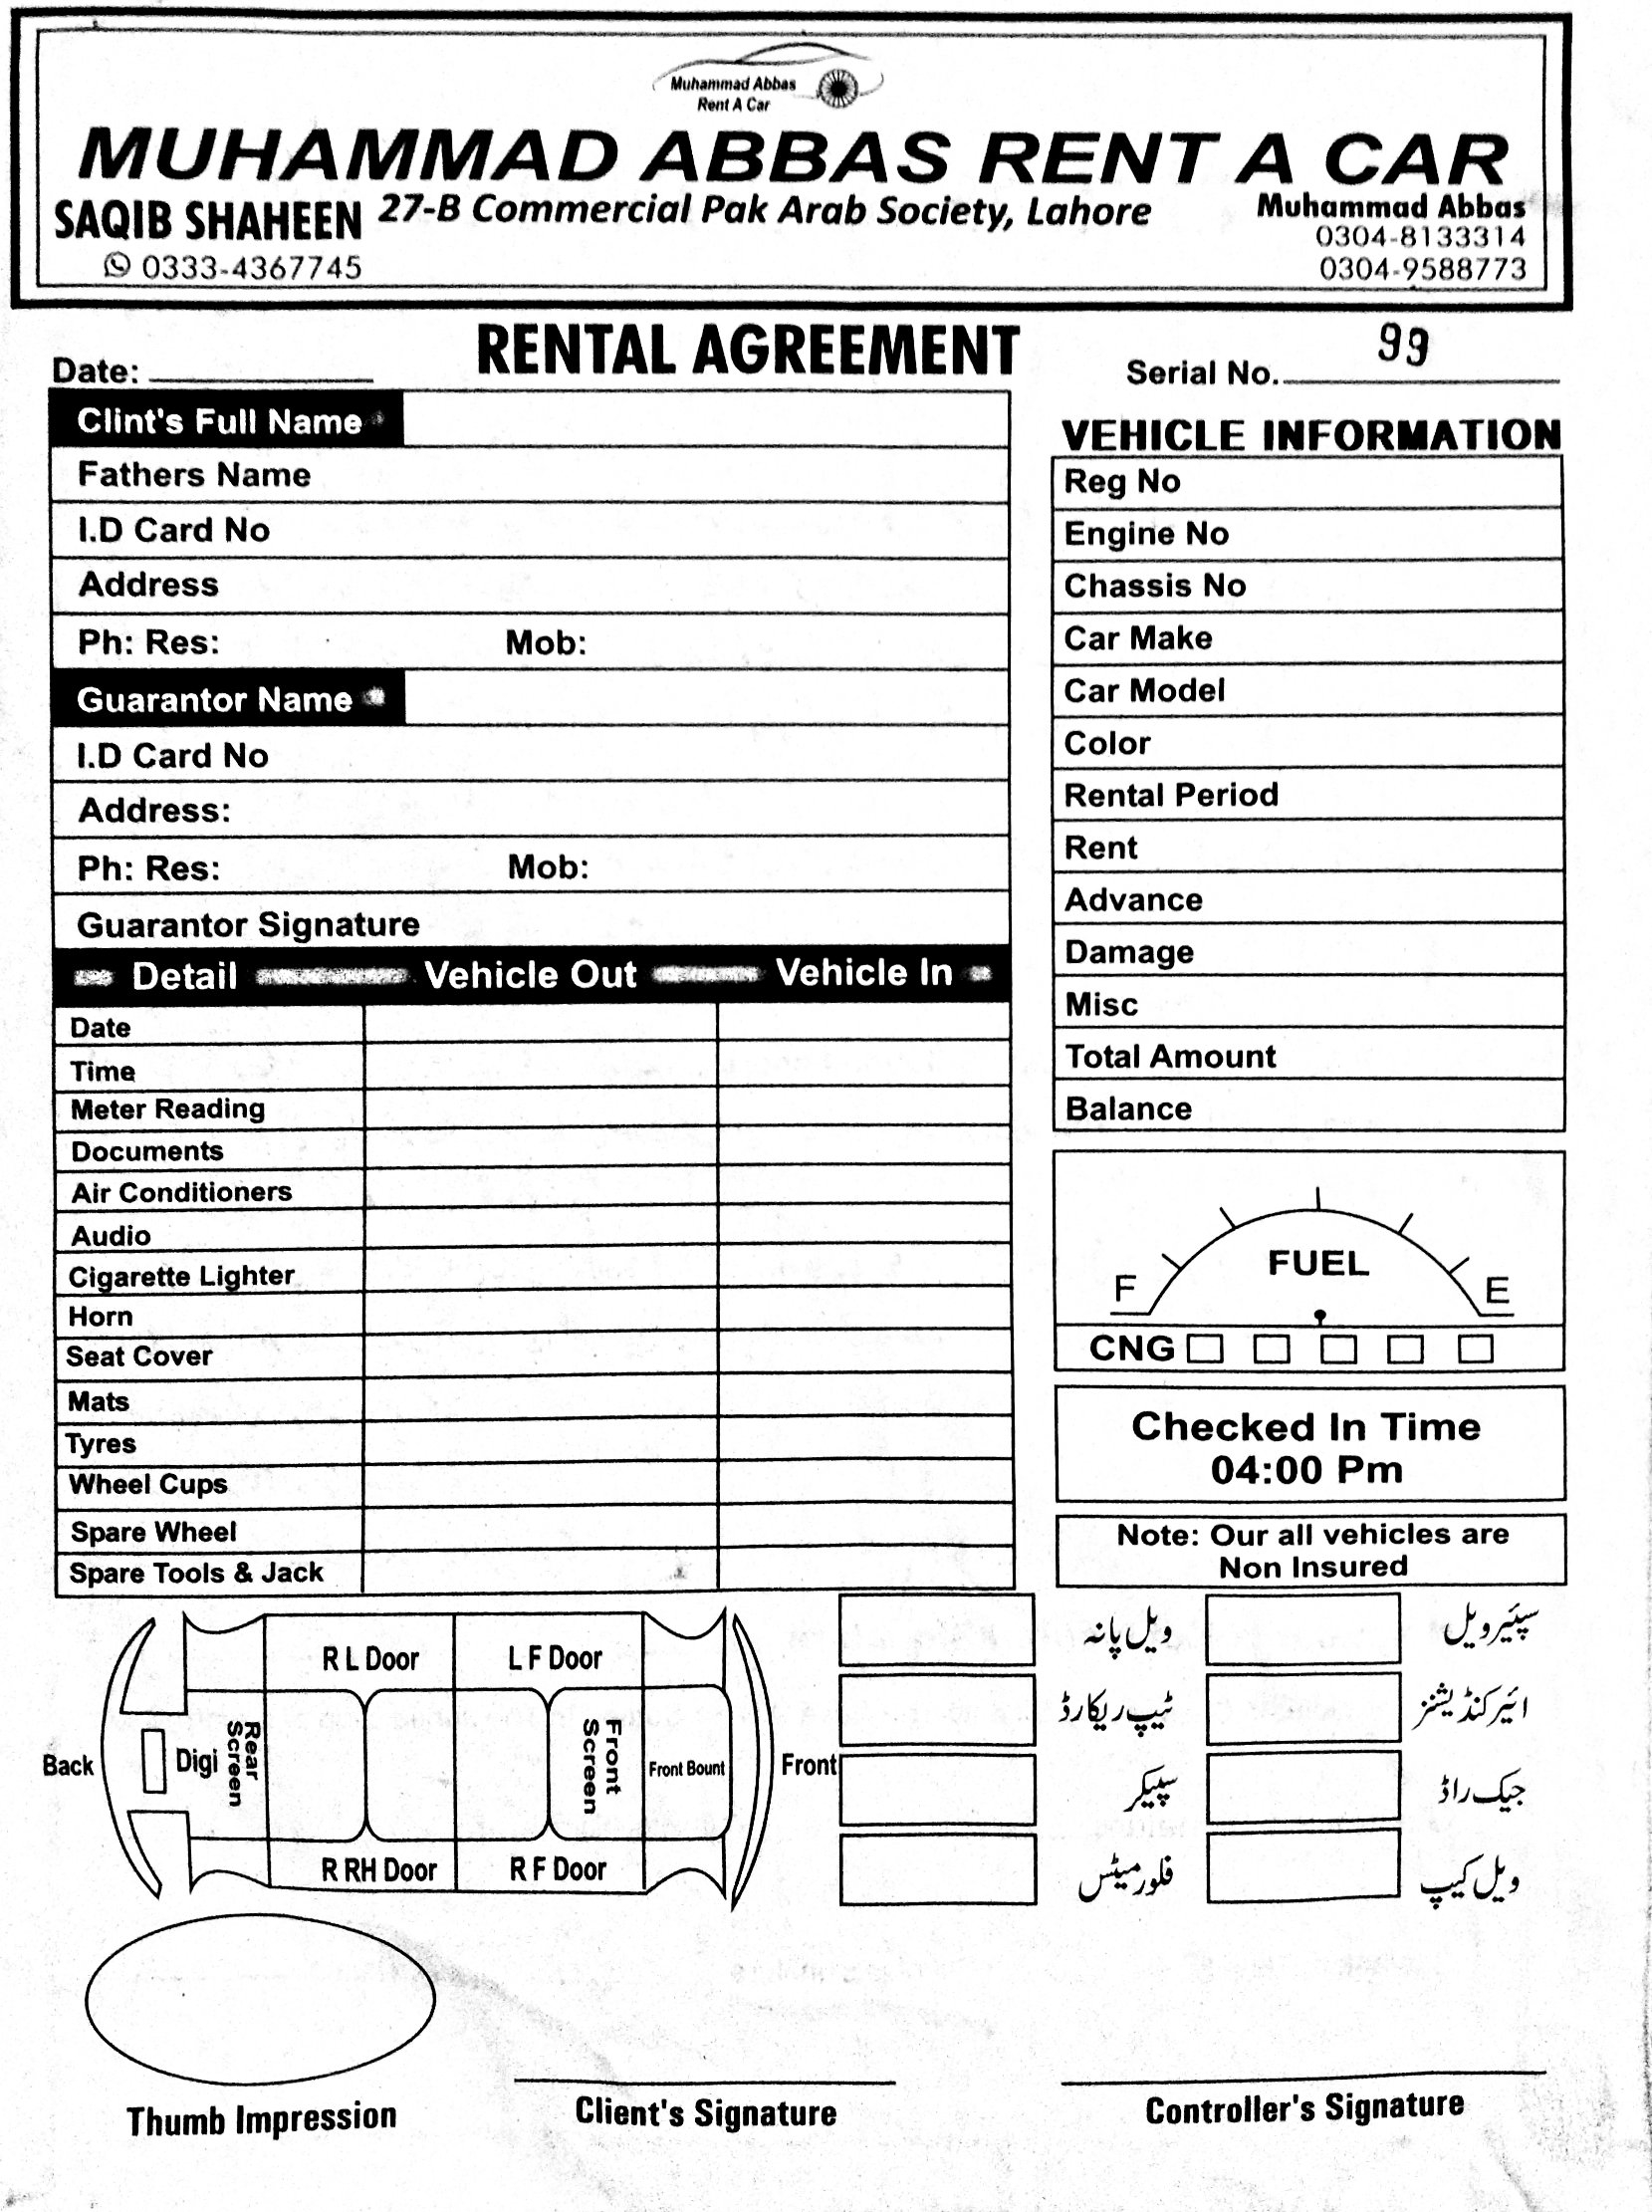 Muhammad Abbas
Rent A Car
MUHAMMAD ABBAS RENT A CAR
SAQIB SHAHEEN 27-B Commercial Pak Arab Society, Lahore Muhammad Abbas
0333-4367745 0304-8133314
0304-9588773
RENTAL AGREEMENT
Date: Serial No. 99
Clint's Full Name
Fathers Name
I.D Card No
Address
Ph: Res: Mob:
Guarantor Name
I.D Card No
Address:
Ph: Res: Mob:
Guarantor Signature
Detail Vehicle Out Vehicle In
Date
Time
Meter Reading
Documents
Air Conditioners
Audio
Cigarette Lighter
Horn
Seat Cover
Mats
Tyres
Wheel Cups
Spare Wheel
Spare Tools & Jack
VEHICLE INFORMATION
Reg No
Engine No
Chassis No
Car Make
Car Model
Color
Rental Period
Rent
Advance
Damage
Misc
Total Amount
Balance
FUEL
F E
CNG
Checked In Time
04:00 Pm
Note: Our all vehicles are
Non Insured
R L Door L F Door
Back Digi Rear Screen Front Screen Front Bount Front
R RH Door R F Door
سپئیرویل ویل پانہ
ائیرکنڈیشنز ٹیپ ریکارڈ
جیک راڈ سپیکر
ویل کیپ فلور میٹس
Thumb Impression Client's Signature Controller's Signature